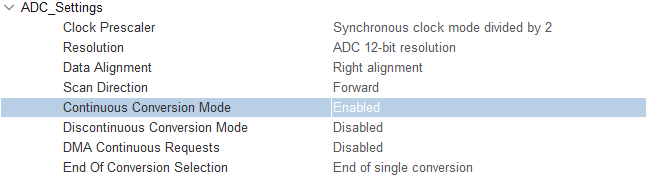 ADC_Settings
Clock Prescaler Synchronous clock mode divided by 2
Resolution ADC 12-bit resolution
Data Alignment Right alignment
Scan Direction Forward
Continuous Conversion Mode Enabled
Discontinuous Conversion Mode Disabled
DMA Continuous Requests Disabled
End Of Conversion Selection End of single conversion